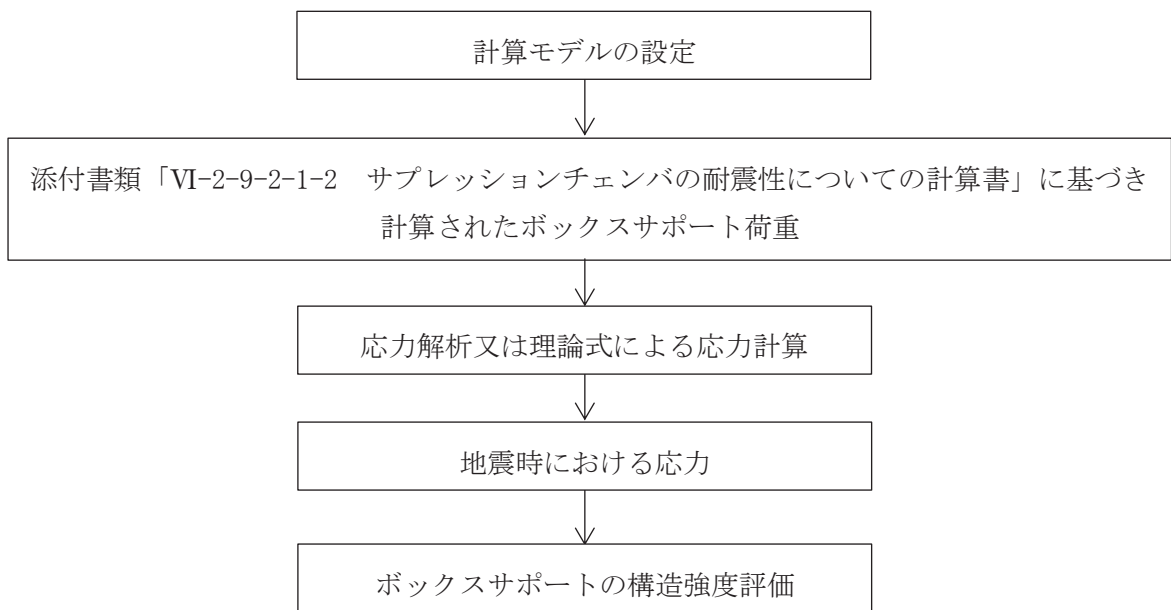 計算モデルの設定
添付書類「Ⅵ-2-9-2-1-2　サプレッションチェンバの耐震性についての計算書」に基づき
計算されたボックスサポート荷重
応力解析又は理論式による応力計算
地震時における応力
ボックスサポートの構造強度評価